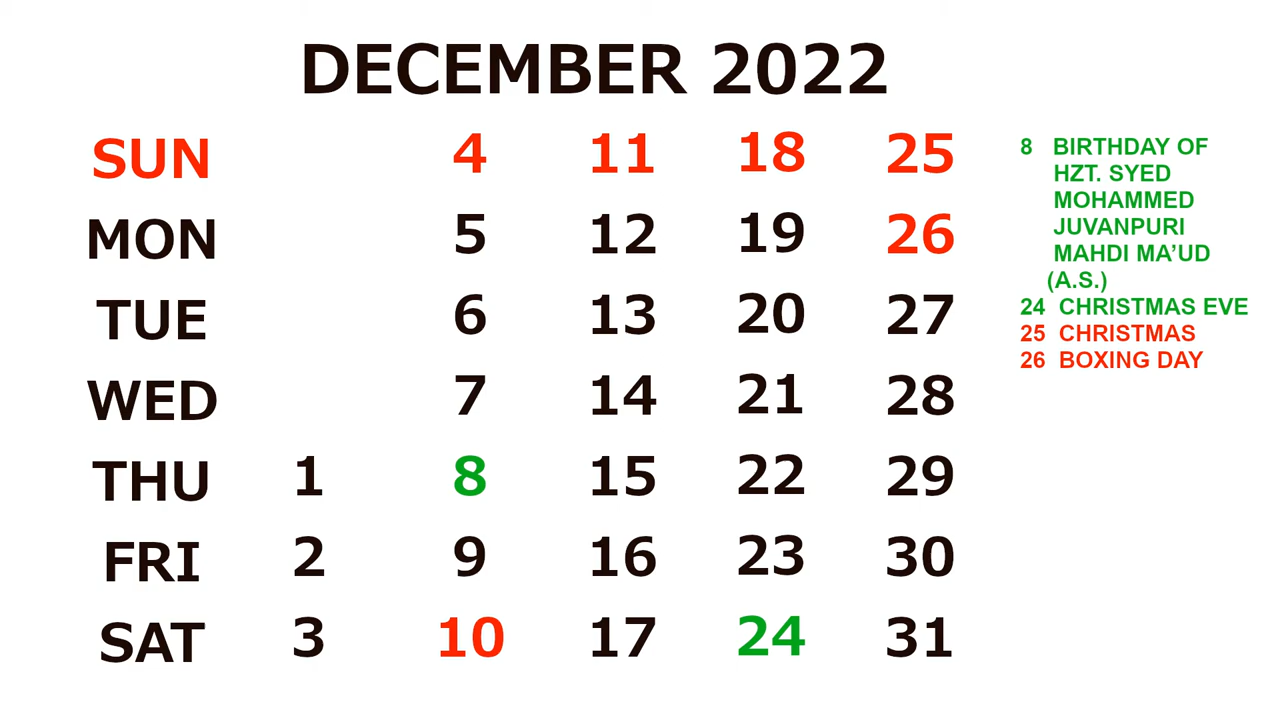 DECEMBER 2022
SUN 4 11 18 25
MON 5 12 19 26
TUE 6 13 20 27
WED 7 14 21 28
THU 1 8 15 22 29
FRI 2 9 16 23 30
SAT 3 10 17 24 31
8 BIRTHDAY OF
HZT. SYED
MOHAMMED
JUVANPURI
MAHDI MA’UD
(A.S.)
24 CHRISTMAS EVE
25 CHRISTMAS
26 BOXING DAY